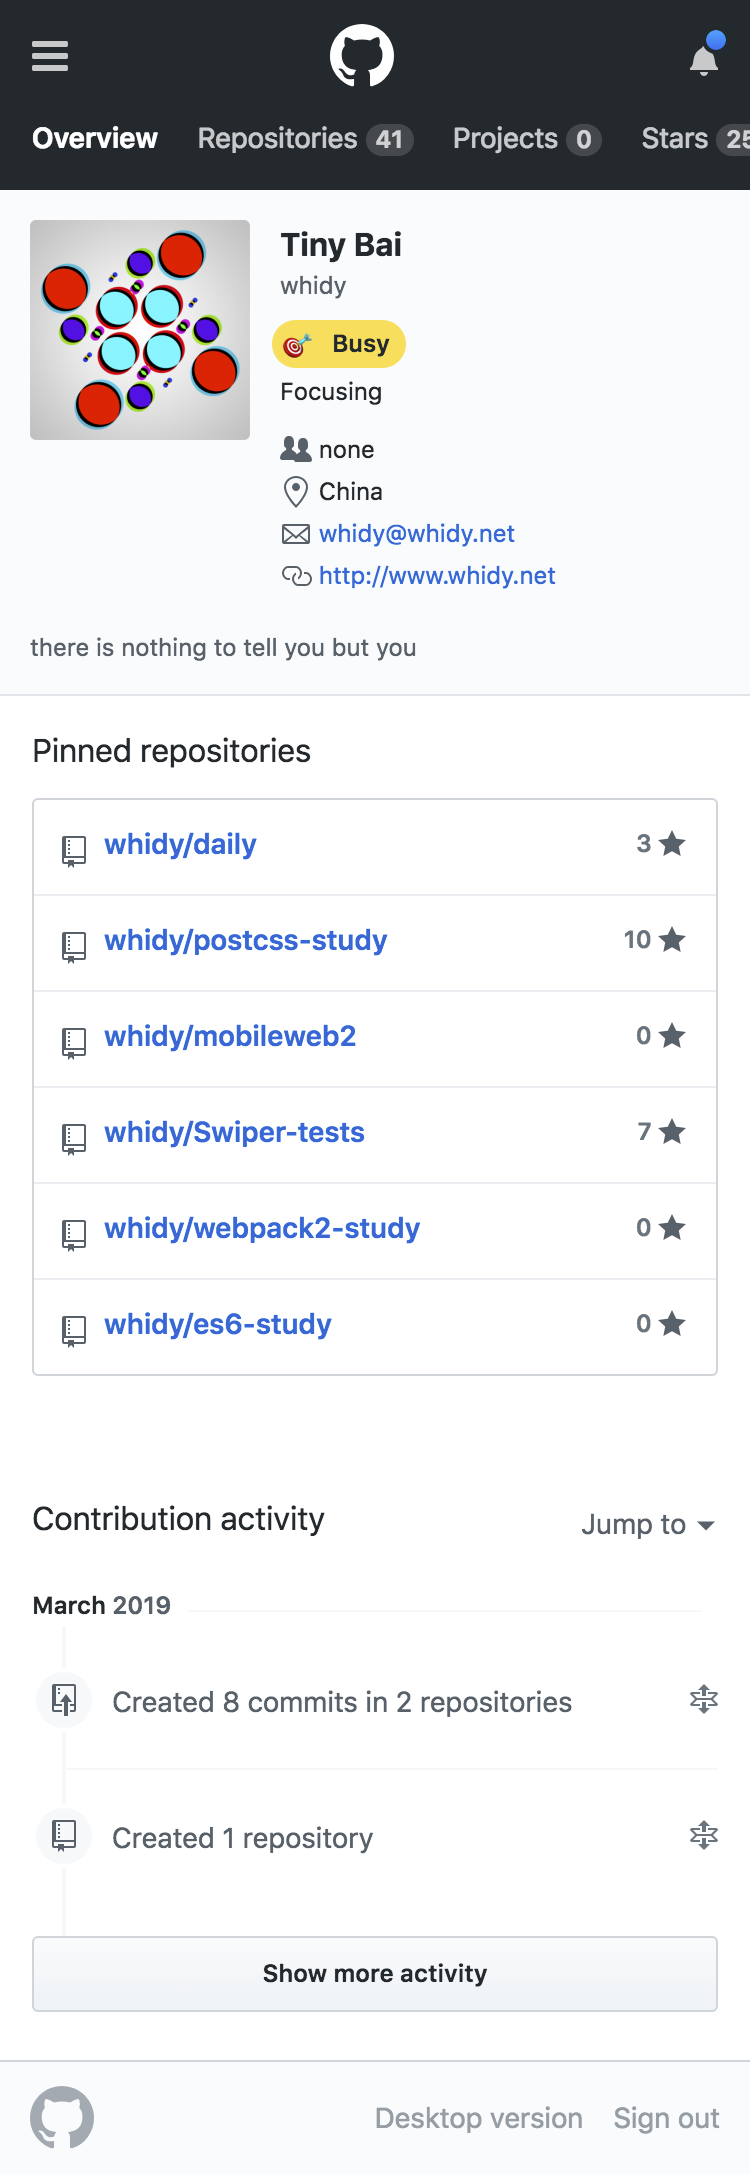 Overview Repositories 41 Projects 0 Stars 25
Tiny Bai
whidy
Busy
Focusing
none
China
whidy@whidy.net
http://www.whidy.net
there is nothing to tell you but you
Pinned repositories
whidy/daily 3
whidy/postcss-study 10
whidy/mobileweb2 0
whidy/Swiper-tests 7
whidy/webpack2-study 0
whidy/es6-study 0
Contribution activity Jump to
March 2019
Created 8 commits in 2 repositories
Created 1 repository
Show more activity
Desktop version Sign out